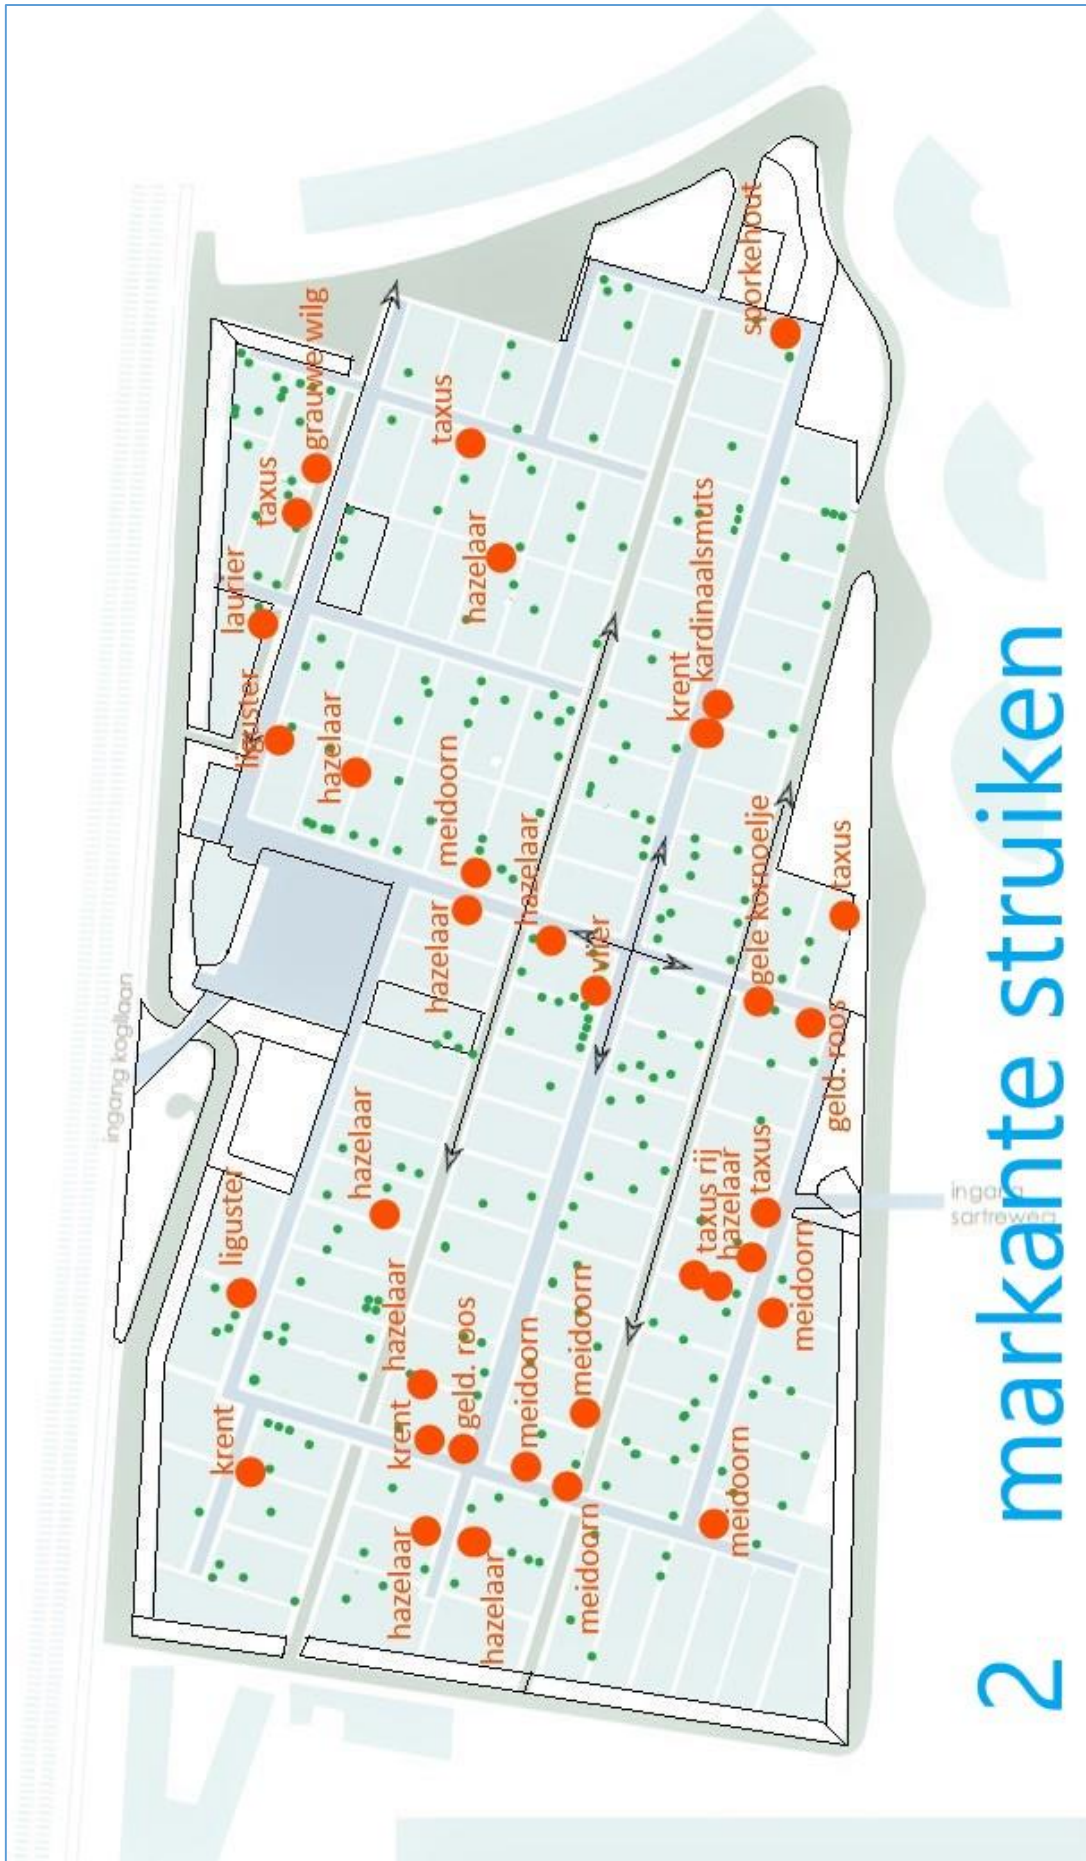 ingang kogllaan
krent
liguster
laurier
liguster
taxus
grauwe wilg
hazelaar
hazelaar
hazelaar
krent
hazelaar
hazelaar
taxus
meidoorn
geld. roos
hazelaar
hazelaar
hazelaar
meidoorn
meidoorn
meidoorn
vlier
krent
kardinaalsmuts
taxus rij
hazelaar
meidoorn
sporkehout
gele kornoelje
taxus
meidoorn
geld. roos
taxus
ingang
sartreweg
2 markante struiken